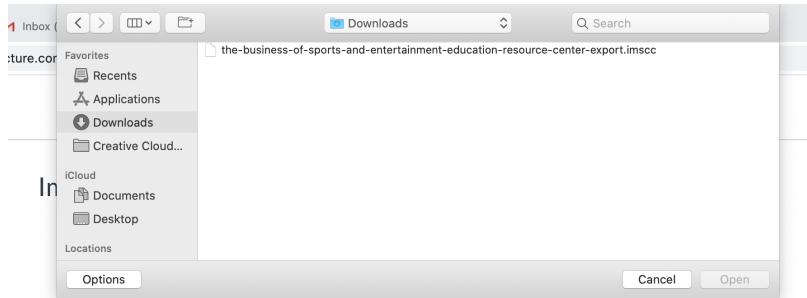 Inbox (
Downloads
Search
cture.cor
Favorites
the-business-of-sports-and-entertainment-education-resource-center-export.imscc
Recents
Applications
Downloads
Creative Cloud...
iCloud
In
Documents
Desktop
Locations
Options
Cancel
Open